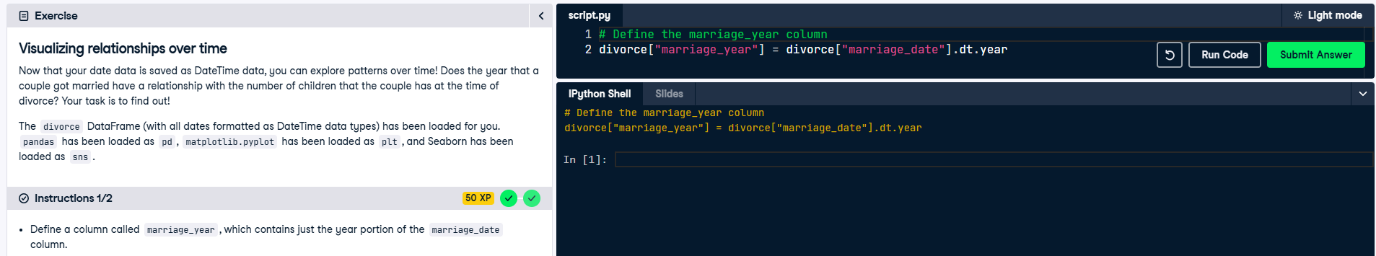 Exercise
Visualizing relationships over time
Now that your date data is saved as DateTime data, you can explore patterns over time! Does the year that a
couple got married have a relationship with the number of children that the couple has at the time of
divorce? Your task is to find out!
The divorce DataFrame (with all dates formatted as DateTime data types) has been loaded for you.
pandas has been loaded as pd , matplotlib.pyplot has been loaded as plt , and Seaborn has been
loaded as sns .
Instructions 1/2
50 XP
• Define a column called marriage_year , which contains just the year portion of the marriage_date
column.
script.py
Light mode
1 # Define the marriage_year column
2 divorce["marriage_year"] = divorce["marriage_date"].dt.year
Run Code
Submit Answer
IPython Shell
Slides
# Define the marriage_year column
divorce["marriage_year"] = divorce["marriage_date"].dt.year
In [1]: